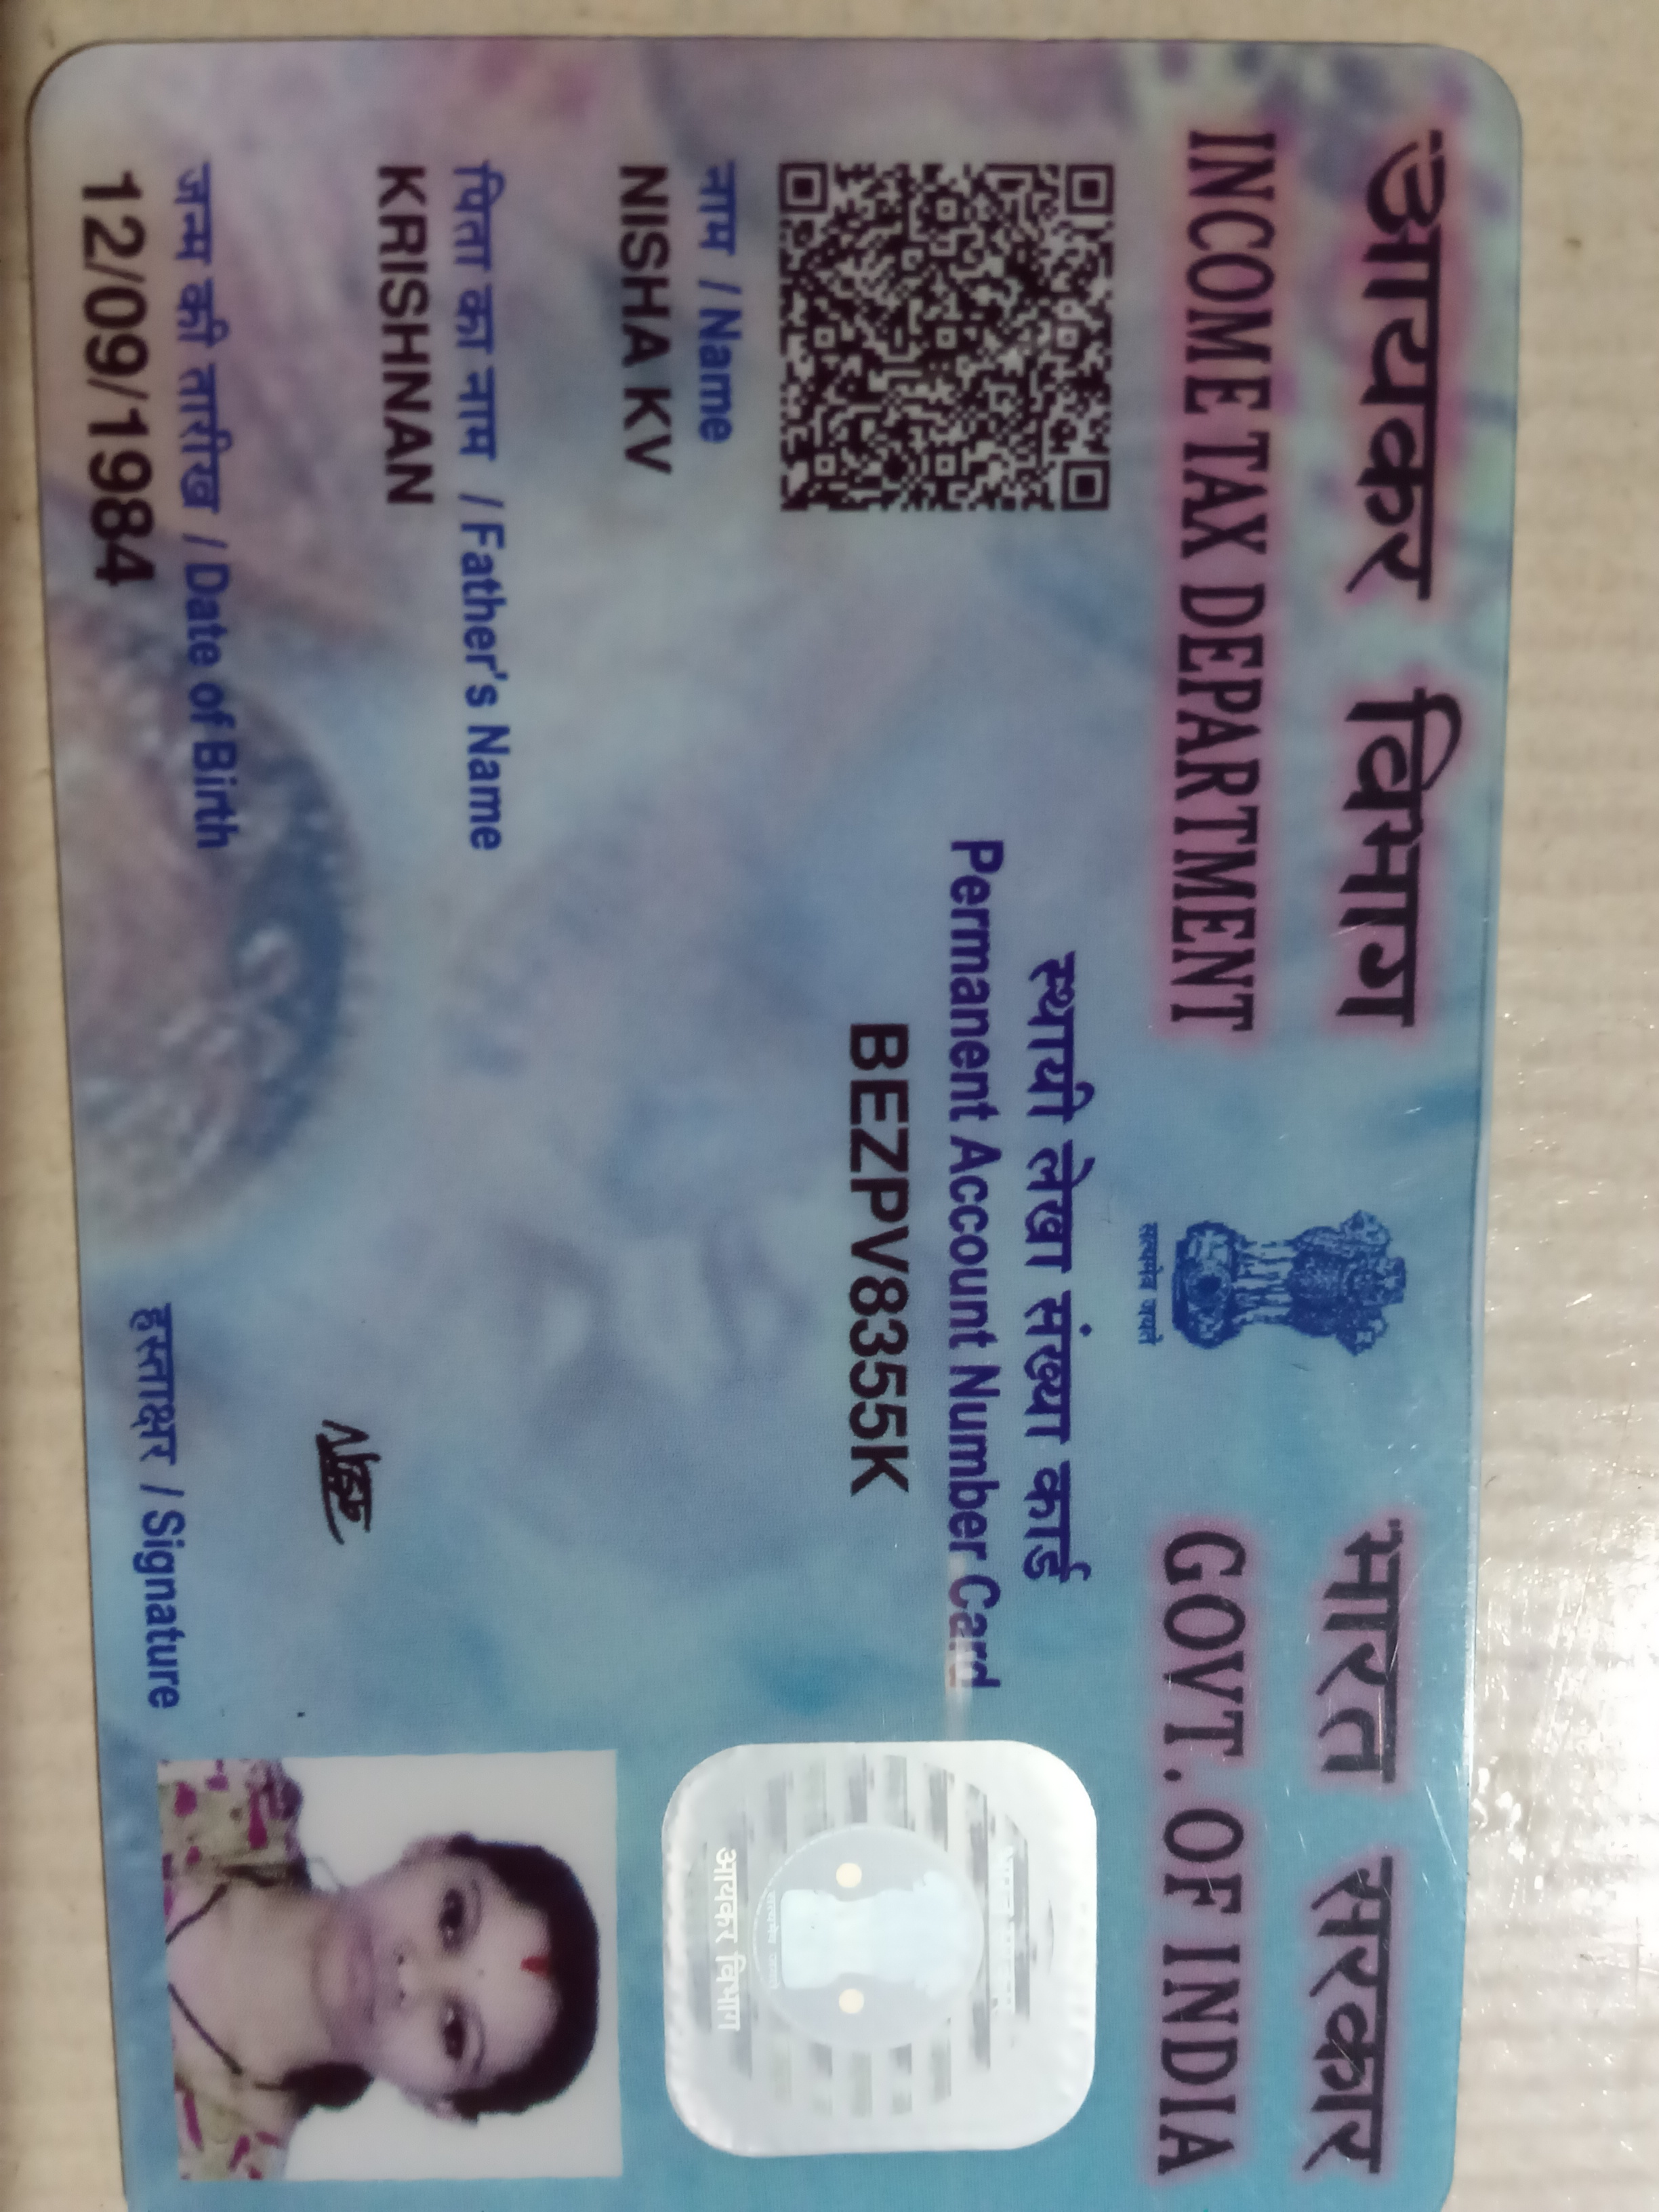 आयकर विभाग
INCOME TAX DEPARTMENT
सत्यमेव जयते
भारत सरकार
GOVT. OF INDIA
स्थायी लेखा संख्या कार्ड
Permanent Account Number Card
BEZPV8355K
नाम / Name
NISHA KV
पिता का नाम / Father's Name
KRISHNAN
जन्म की तारीख / Date of Birth
12/09/1984
हस्ताक्षर / Signature
आयकर विभाग